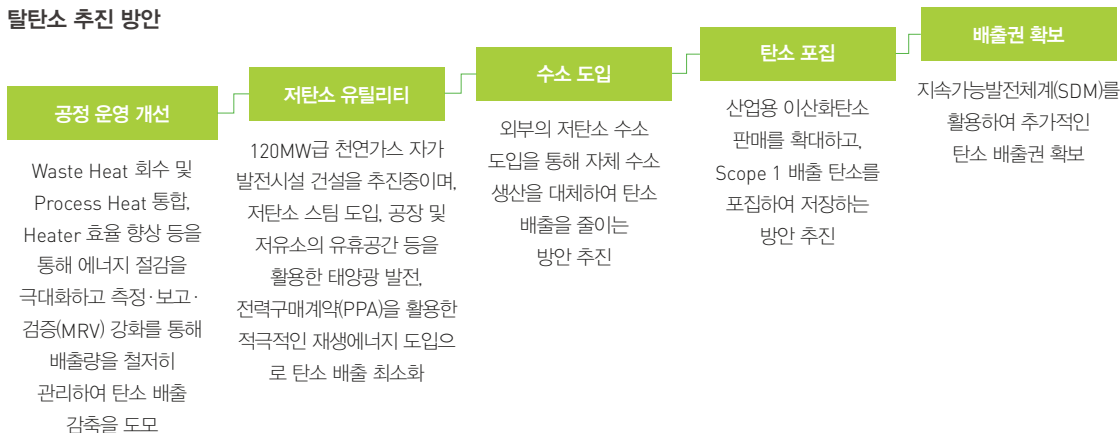 탈탄소 추진 방안
공정 운영 개선
Waste Heat 회수 및
Process Heat 통합,
Heater 효율 향상 등을
통해 에너지 절감을
극대화하고 측정·보고·
검증(MRV) 강화를 통해
배출량을 철저히
관리하여 탄소 배출
감축을 도모
저탄소 유틸리티
120MW급 천연가스 자가
발전시설 건설을 추진중이며,
저탄소 스팀 도입, 공장 및
저유소의 유휴공간 등을
활용한 태양광 발전,
전력구매계약(PPA)을 활용한
적극적인 재생에너지 도입으
로 탄소 배출 최소화
수소 도입
외부의 저탄소 수소
도입을 통해 자체 수소
생산을 대체하여 탄소
배출을 줄이는
방안 추진
탄소 포집
산업용 이산화탄소
판매를 확대하고,
Scope 1 배출 탄소를
포집하여 저장하는
방안 추진
배출권 확보
지속가능발전체계(SDM)를
활용하여 추가적인
탄소 배출권 확보